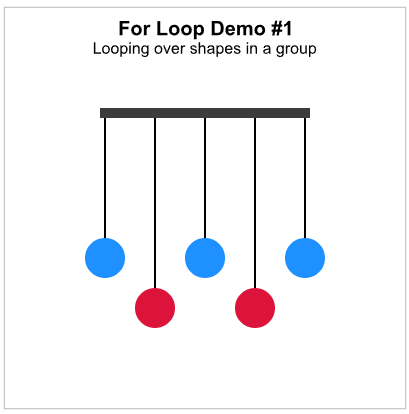 For Loop Demo #1
Looping over shapes in a group